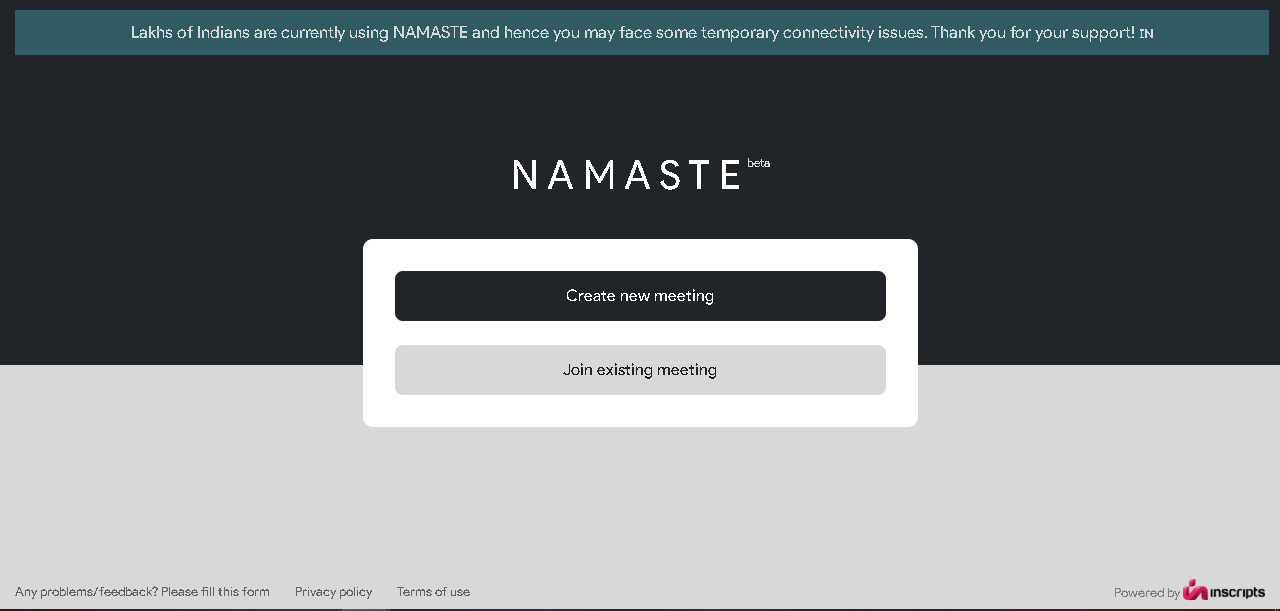 Lakhs of Indians are currently using NAMASTE and hence you may face some temporary connectivity issues. Thank you for your support! IN
NAMASTE beta
Create new meeting
Join existing meeting
Any problems/feedback? Please fill this form Privacy policy Terms of use Powered by inscripts